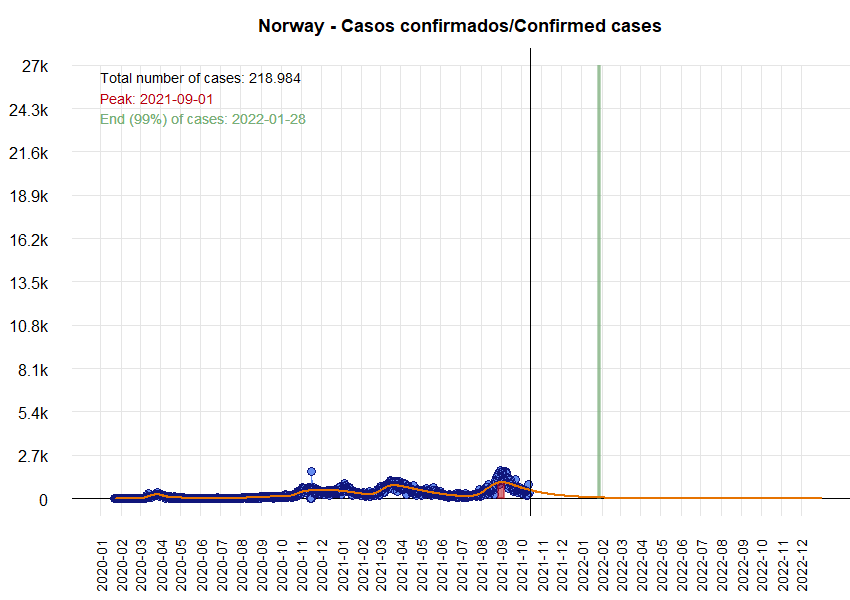 Norway - Casos confirmados/Confirmed cases
27k
Total number of cases: 218.984
Peak: 2021-09-01
24.3k
End (99%) of cases: 2022-01-28
21.6k
18.9k
16.2k
13.5k
10.8k
8.1k
5.4k
2.7k
0
2020-01
2020-02
2020-03
2020-04
2020-05
2020-06
2020-07
2020-08
2020-09
2020-10
2020-11
2020-12
2021-01
2021-02
2021-03
2021-04
2021-05
2021-06
2021-07
2021-08
2021-09
2021-10
2021-11
2021-12
2022-01
2022-02
2022-03
2022-04
2022-05
2022-06
2022-07
2022-08
2022-09
2022-10
2022-11
2022-12